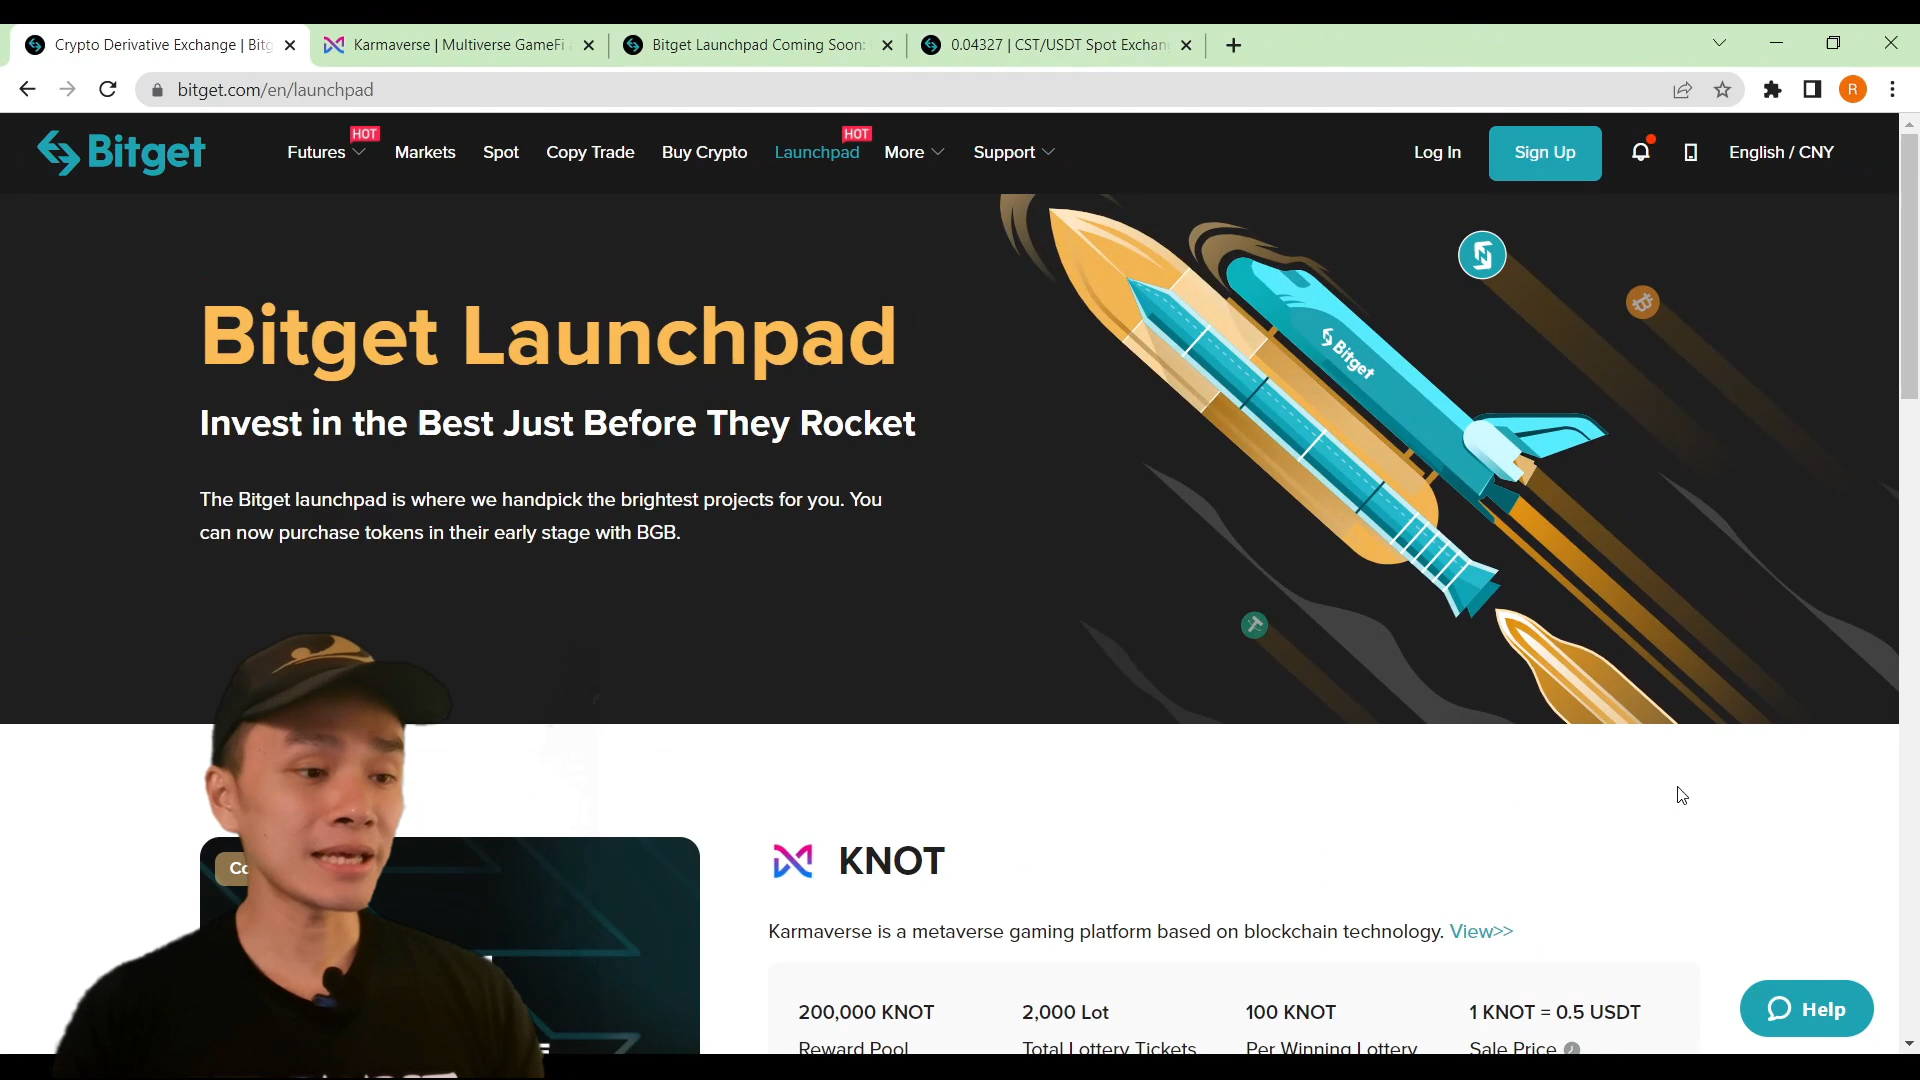 Crypto Derivative Exchange | Bitg
Karmaverse | Multiverse GameFi
Bitget Launchpad Coming Soon:
0.04327 | CST/USDT Spot Exchan
bitget.com/en/launchpad
R
Bitget
Futures
HOT
Markets
Spot
Copy Trade
Buy Crypto
Launchpad
HOT
More
Support
Log In
Sign Up
English / CNY
Bitget Launchpad
Invest in the Best Just Before They Rocket
The Bitget launchpad is where we handpick the brightest projects for you. You
can now purchase tokens in their early stage with BGB.
Bitget
KNOT
Karmaverse is a metaverse gaming platform based on blockchain technology. View>>
200,000 KNOT
2,000 Lot
100 KNOT
1 KNOT = 0.5 USDT
Reward Pool
Total Lottery Tickets
Per Winning Lottery
Sale Price
Help